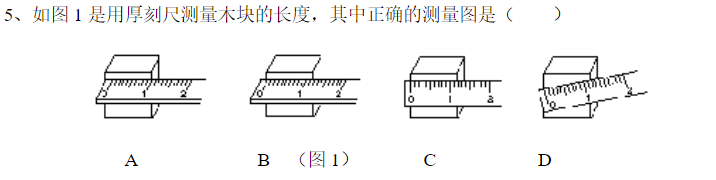 5、如图 1 是用厚刻尺测量木块的长度，其中正确的测量图是（　　）
0 1 2 0 1 2 0 1 2 0 1 2
A B （图 1） C D